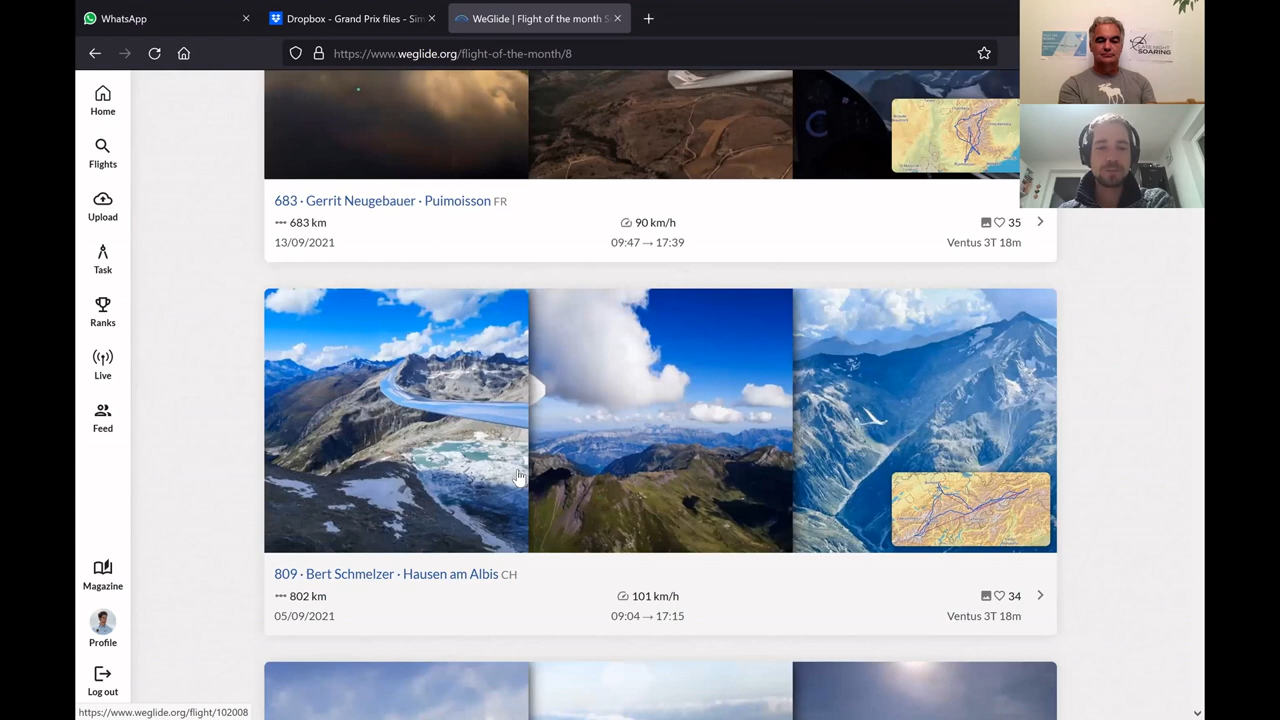 WhatsApp
Dropbox - Grand Prix files - Sim
WeGlide | Flight of the month S
https://www.weglide.org/flight-of-the-month/8
LATE NIGHT
SOARING
Home
Flights
Upload
Task
Ranks
Live
Feed
Magazine
Profile
Log out
683 · Gerrit Neugebauer · Puimoisson FR
683 km
90 km/h
35
13/09/2021
09:47 → 17:39
Ventus 3T 18m
809 · Bert Schmelzer · Hausen am Albis CH
802 km
101 km/h
34
05/09/2021
09:04 → 17:15
Ventus 3T 18m
https://www.weglide.org/flight/102008